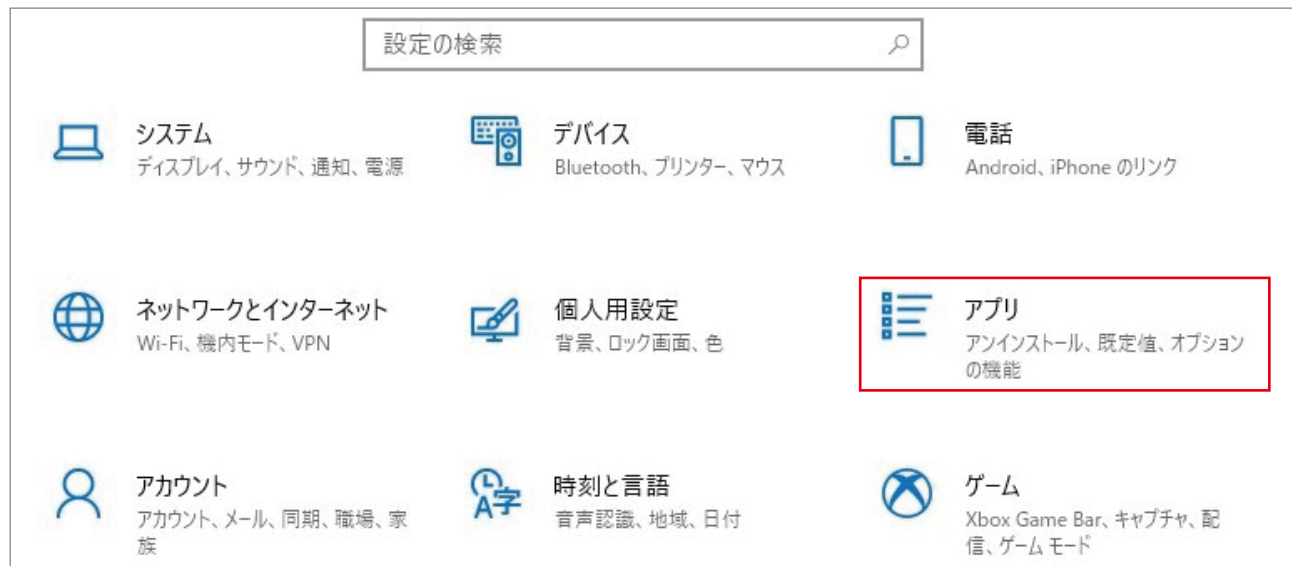 設定の検索
システム
ディスプレイ、サウンド、通知、電源
デバイス
Bluetooth、プリンター、マウス
電話
Android、iPhone のリンク
ネットワークとインターネット
Wi-Fi、機内モード、VPN
個人用設定
背景、ロック画面、色
アプリ
アンインストール、既定値、オプション
の機能
アカウント
アカウント、メール、同期、職場、家
族
時刻と言語
音声認識、地域、日付
ゲーム
Xbox Game Bar、キャプチャ、配
信、ゲーム モード